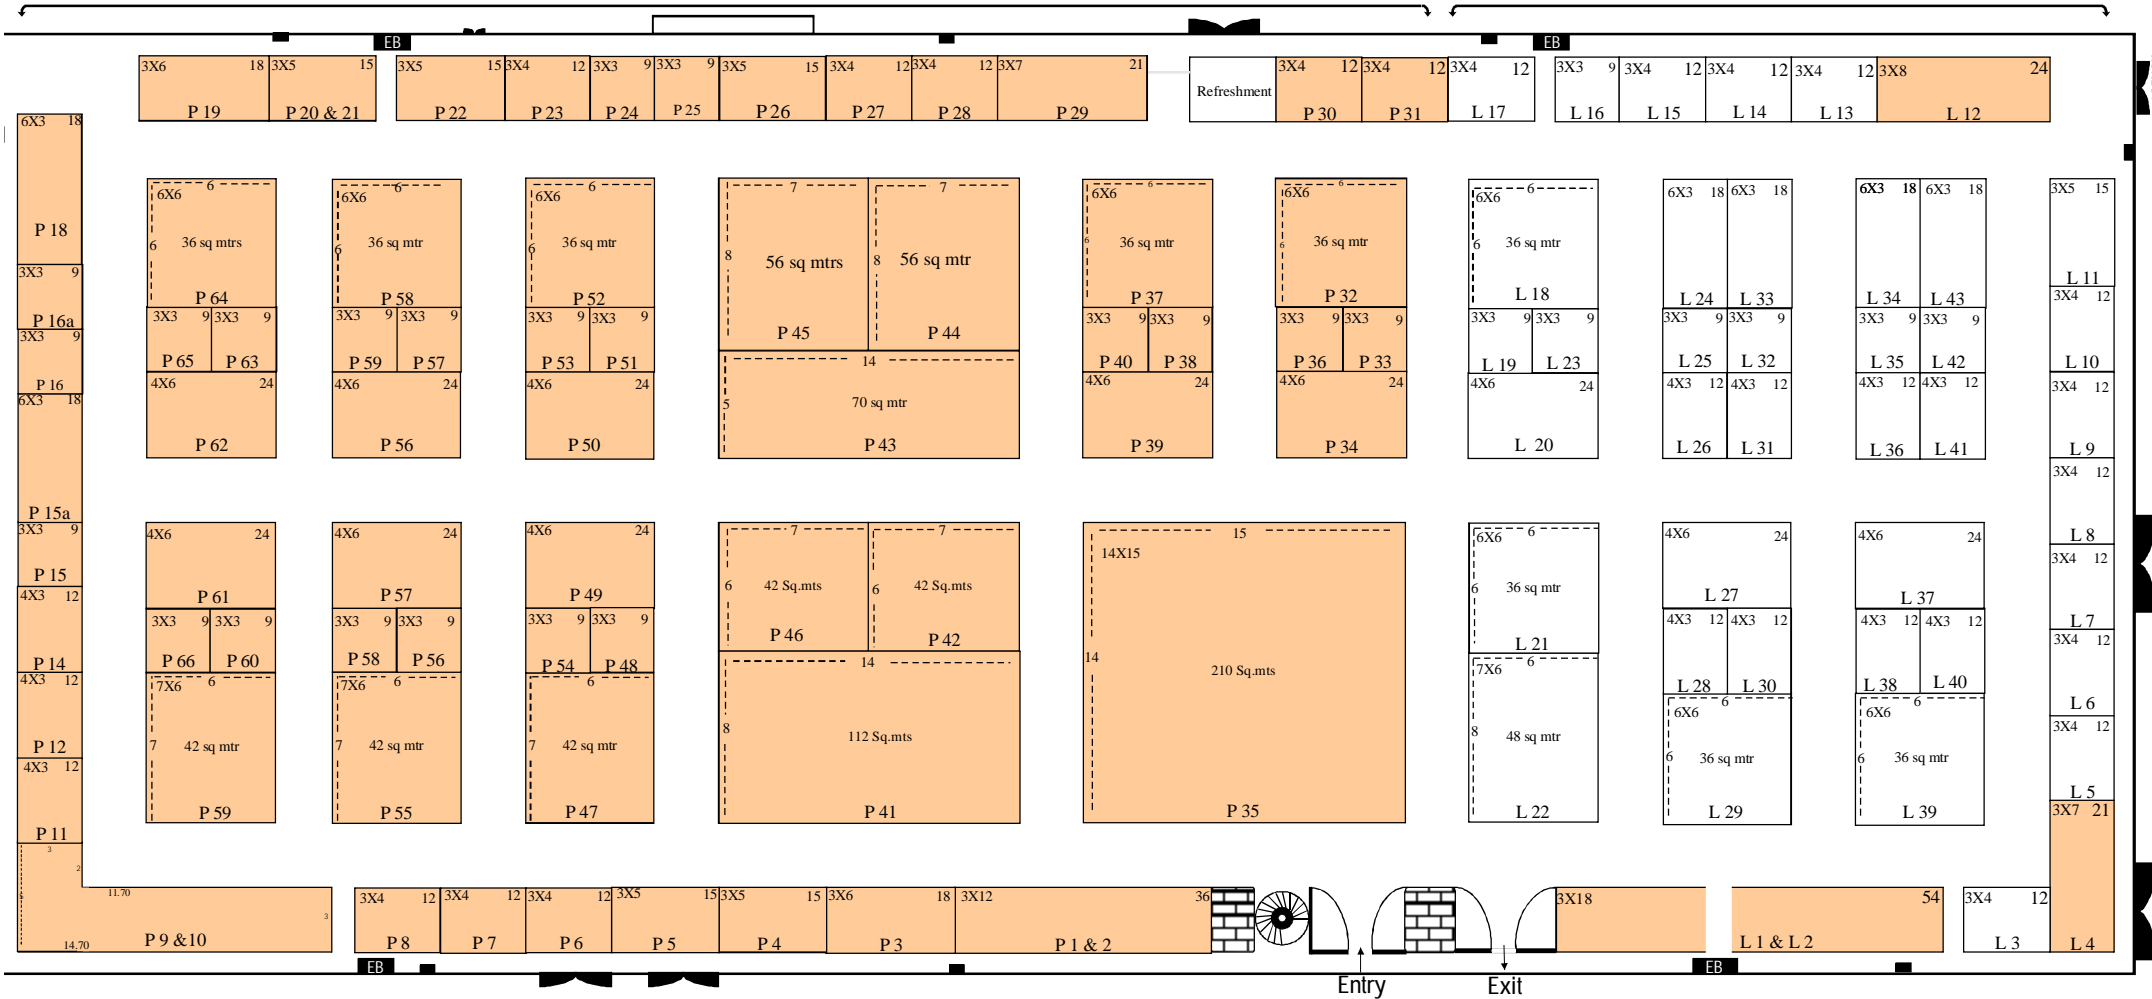 EB
EB
3X6 18 3X5 15
P 19 P 20 & 21
3X5 15 3X4 12 3X3 9 3X3 9 3X5 15 3X4 12 3X4 12 3X7 21
P 22 P 23 P 24 P 25 P 26 P 27 P 28 P 29
Refreshment
3X4 12 3X4 12 3X4 12
P 30 P 31 L 17
3X3 9 3X4 12 3X4 12 3X4 12 3X8 24
L 16 L 15 L 14 L 13 L 12
6X3 18
P 18
3X3 9
P 16a
3X3 9
P 16
6X3 18
P 15a
3X3 9
P 15
4X3 12
P 14
4X3 12
P 12
4X3 12
P 11
3
2
11.70
3
14.70
P 9 &10
6
6X6
6
36 sq mtrs
P 64
3X3 9 3X3 9
P 65 P 63
4X6 24
P 62
6
6X6
6
36 sq mtr
P 58
3X3 9 3X3 9
P 59 P 57
4X6 24
P 56
6
6X6
6
36 sq mtr
P 52
3X3 9 3X3 9
P 53 P 51
4X6 24
P 50
7 7
8 56 sq mtrs 8 56 sq mtr
P 45 P 44
14
5
70 sq mtr
P 43
6
6X6
6
36 sq mtr
P 37
3X3 9 3X3 9
P 40 P 38
4X6 24
P 39
6
6X6
6
36 sq mtr
P 32
3X3 9 3X3 9
P 36 P 33
4X6 24
P 34
6
6X6
6
36 sq mtr
L 18
3X3 9 3X3 9
L 19 L 23
4X6 24
L 20
6X3 18 6X3 18
L 24 L 33
3X3 9 3X3 9
L 25 L 32
4X3 12 4X3 12
L 26 L 31
6X3 18 6X3 18
L 34 L 43
3X3 9 3X3 9
L 35 L 42
4X3 12 4X3 12
L 36 L 41
3X5 15
L 11
3X4 12
L 10
3X4 12
L 9
3X4 12
L 8
3X4 12
L 7
3X4 12
L 6
3X4 12
L 5
3X7 21
L 4
4X6 24
P 61
3X3 9 3X3 9
P 66 P 60
7X6 6
7 42 sq mtr
P 59
4X6 24
P 57
3X3 9 3X3 9
P 58 P 56
7X6 6
7 42 sq mtr
P 55
4X6 24
P 49
3X3 9 3X3 9
P 54 P 48
6
7 42 sq mtr
P 47
7 7
6 42 Sq.mts 6 42 Sq.mts
P 46 P 42
14
8
112 Sq.mts
P 41
15
14X15
14
210 Sq.mts
P 35
6X6 6
6 36 sq mtr
L 21
7X6 6
8 48 sq mtr
L 22
4X6 24
L 27
4X3 12 4X3 12
L 28 L 30
6
6X6
6 36 sq mtr
L 29
4X6 24
L 37
4X3 12 4X3 12
L 38 L 40
6
6X6
6 36 sq mtr
L 39
3X4 12 3X4 12 3X4 12 3X5 15 3X5 15 3X6 18 3X12 36
P 8 P 7 P 6 P 5 P 4 P 3 P 1 & 2
3X18 54
L 1 & L 2
3X4 12
L 3
EB
EB
Entry Exit